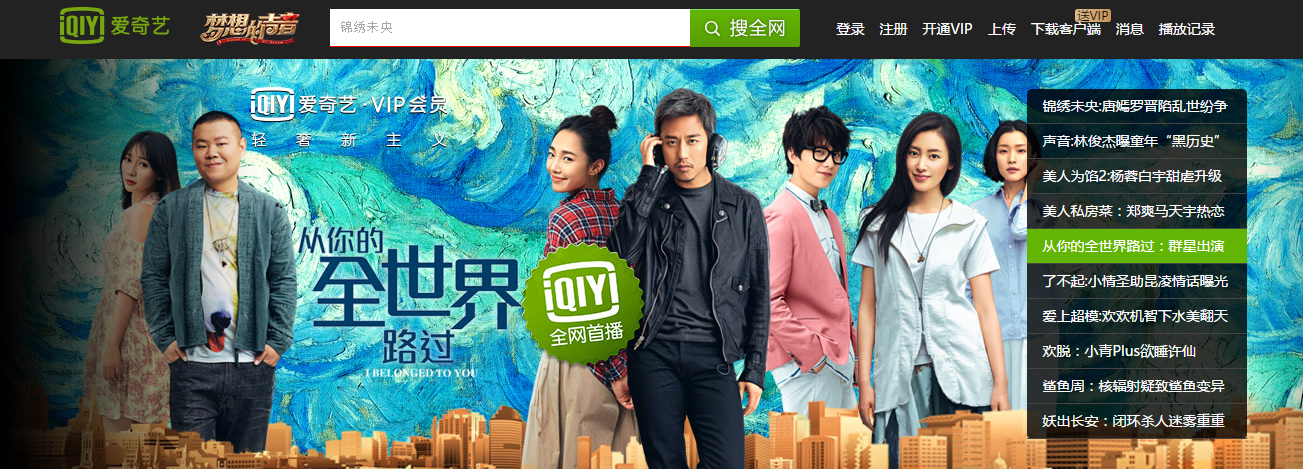 iQIYI 爱奇艺
梦想的声音
锦绣未央
搜全网
登录 注册 开通VIP 上传 下载客户端 消息 播放记录
送VIP
iQIYI 爱奇艺·VIP会员
轻奢新主义
从你的
全世界
路过
I BELONGED TO YOU
iQIYI
全网首播
锦绣未央:唐嫣罗晋陷乱世纷争
声音:林俊杰曝童年“黑历史”
美人为馅2:杨蓉白宇甜虐升级
美人私房菜：郑爽马天宇热恋
从你的全世界路过：群星出演
了不起:小情圣助昆凌情话曝光
爱上超模:欢欢机智下水美翻天
欢脱：小青Plus欲睡许仙
鲨鱼周：核辐射疑致鲨鱼变异
妖出长安：闭环杀人迷雾重重